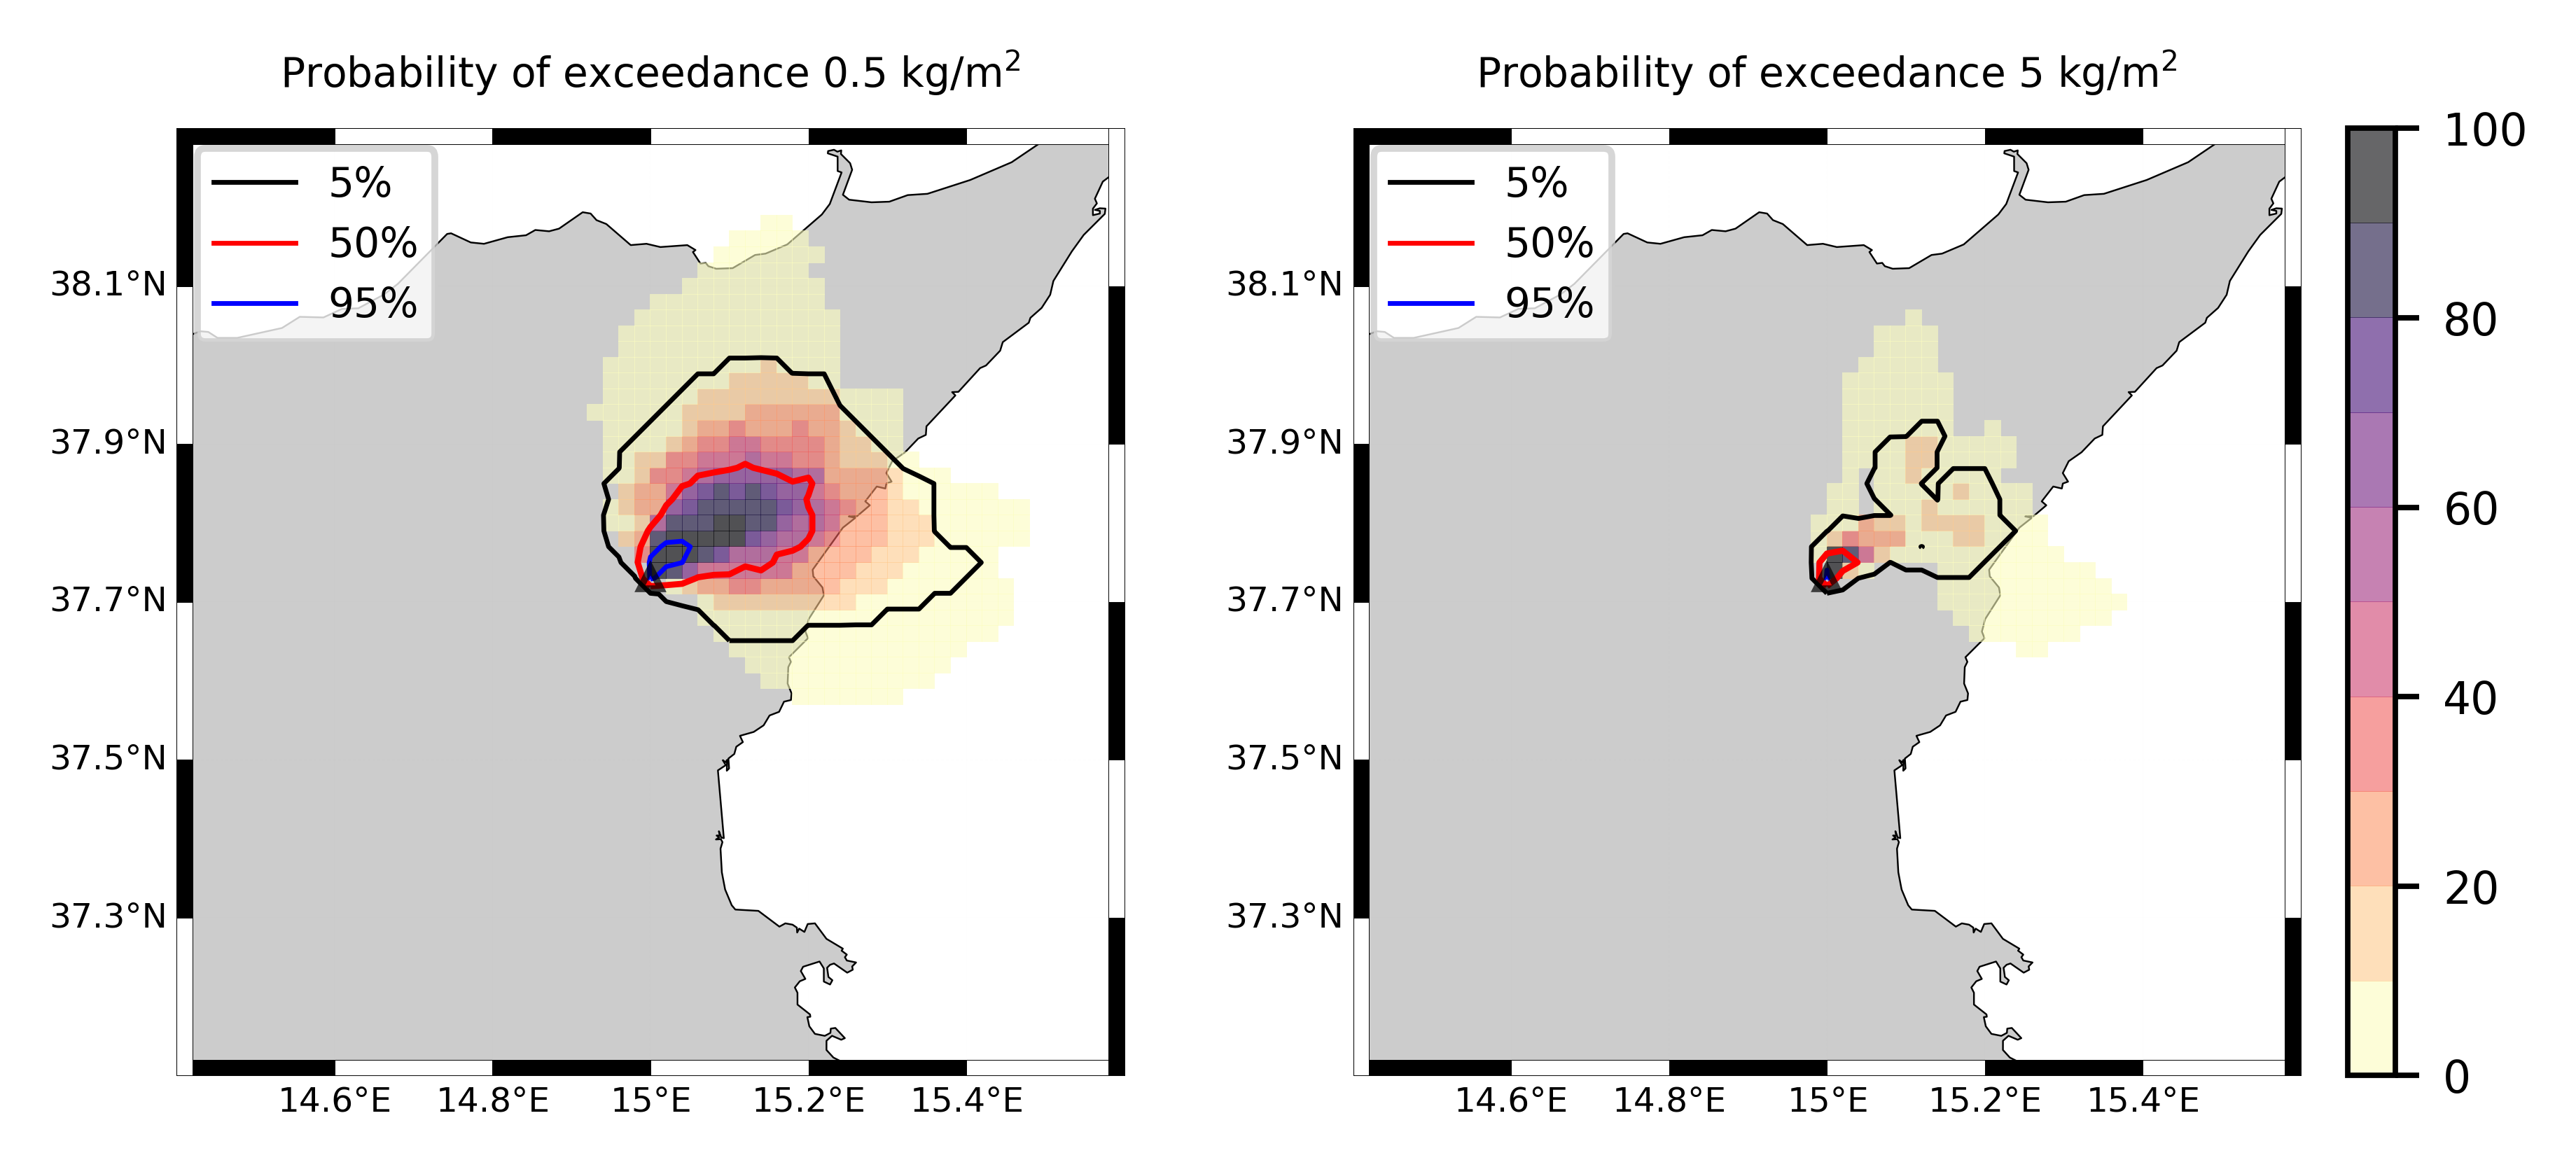 Probability of exceedance 0.5 kg/m²
5%
50%
95%
38.1°N
37.9°N
37.7°N
37.5°N
37.3°N
14.6°E 14.8°E 15°E 15.2°E 15.4°E
Probability of exceedance 5 kg/m²
5%
50%
95%
38.1°N
37.9°N
37.7°N
37.5°N
37.3°N
14.6°E 14.8°E 15°E 15.2°E 15.4°E
100
80
60
40
20
0